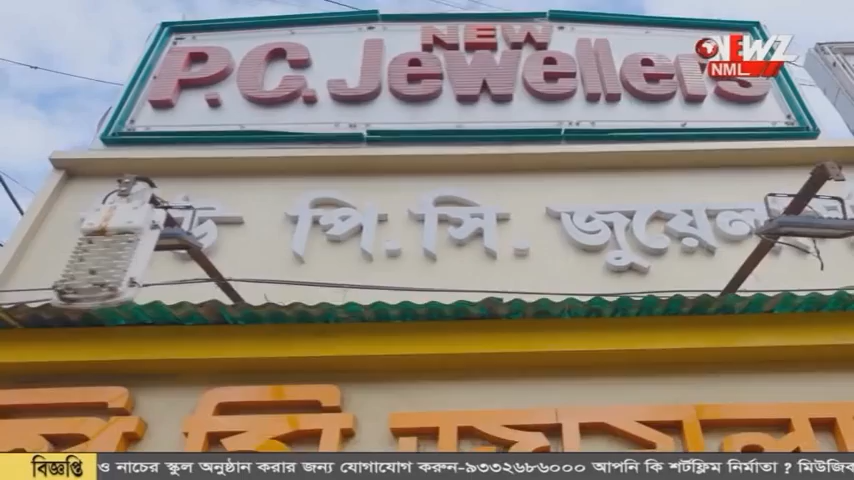 NEW
P.C. Jewellers
NEWZ
NML
পি. সি. জুয়েলার্স
বিজ্ঞপ্তি
ও নাচের স্কুল অনুষ্ঠান করার জন্য যোগাযোগ করুন-৯৩৩২৬৮৬০০০ আপনি কি শর্টফ্লিম নির্মাতা ? মিউজিক